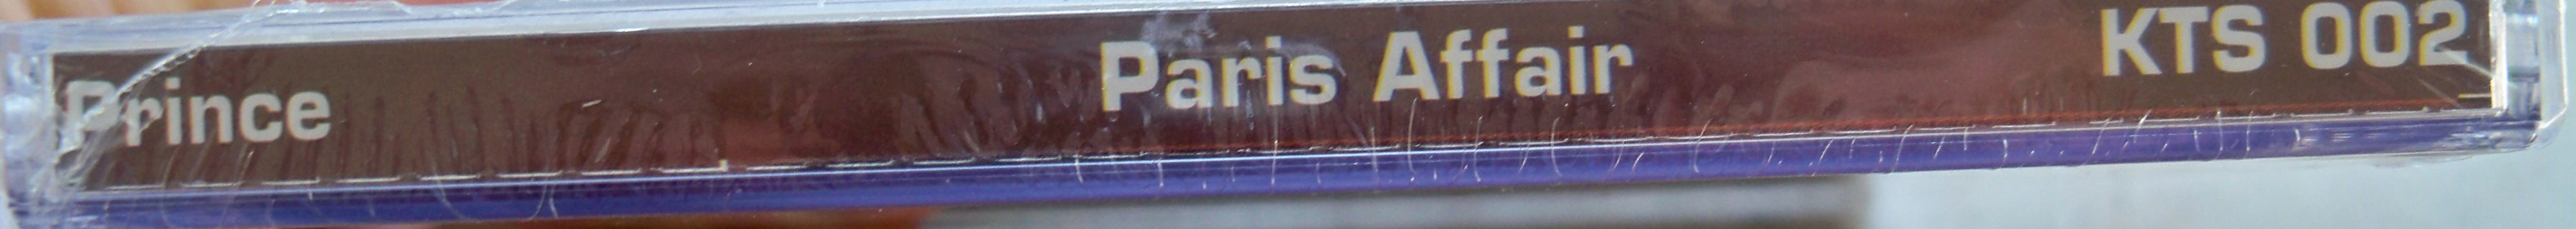 Prince Paris Affair KTS 002